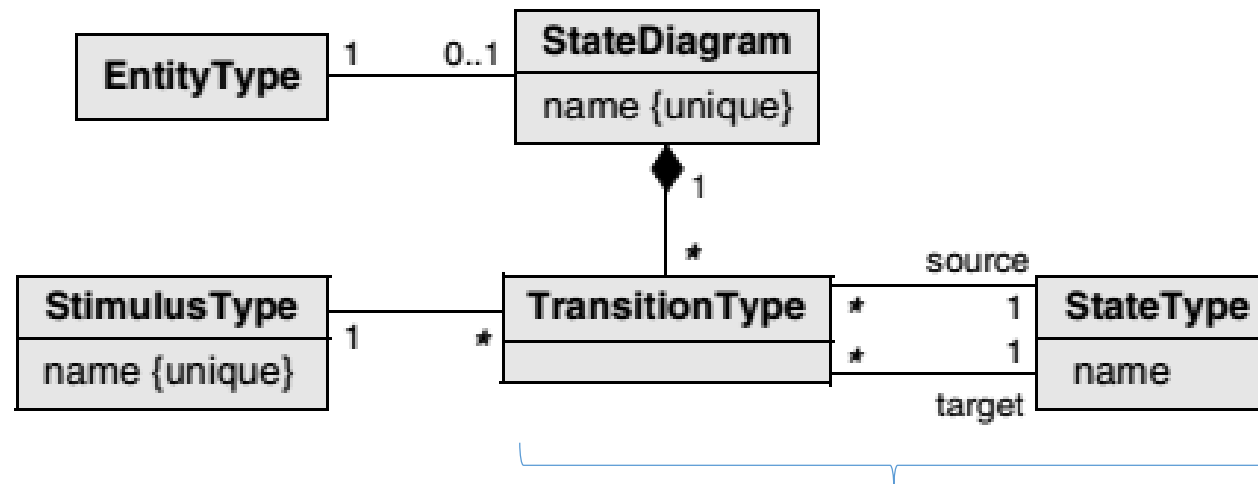 StateDiagram
EntityType
1
0..1
name {unique}
1
*
source
StimulusType
TransitionType
*
1
StateType
1
*
*
1
name {unique}
name
target